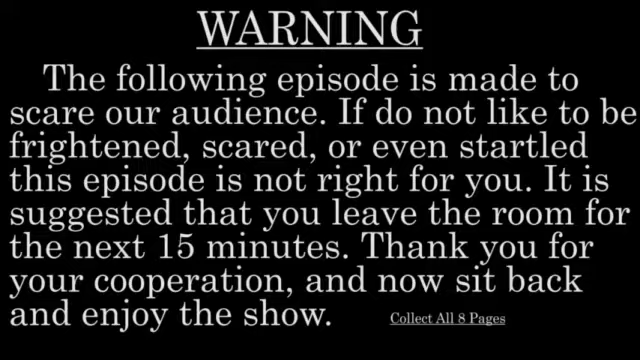 WARNING
The following episode is made to
scare our audience. If do not like to be
frightened, scared, or even startled
this episode is not right for you. It is
suggested that you leave the room for
the next 15 minutes. Thank you for
your cooperation, and now sit back
and enjoy the show. Collect All 8 Pages